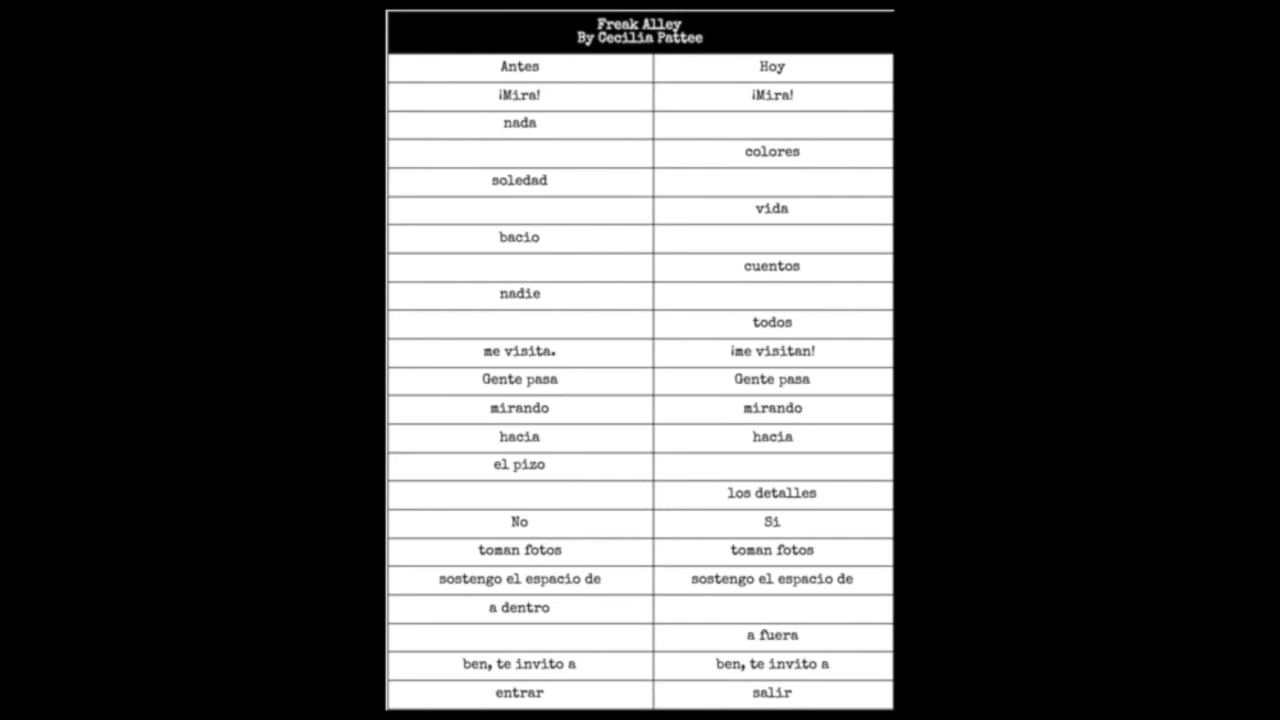 Freak Alley
By Cecilia Pattee
Antes Hoy
¡Mira! ¡Mira!
nada
colores
soledad
vida
bacio
cuentos
nadie
todos
me visita. ¡me visitan!
Gente pasa Gente pasa
mirando mirando
hacia hacia
el pizo
los detalles
No Si
toman fotos toman fotos
sostengo el espacio de sostengo el espacio de
a dentro
a fuera
ben, te invito a ben, te invito a
entrar salir